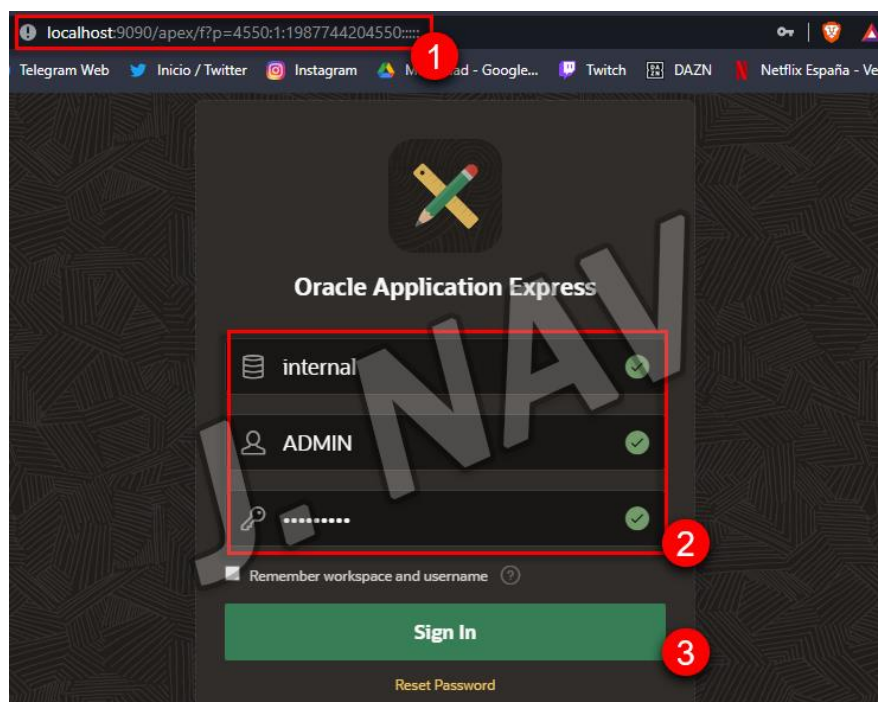 localhost:9090/apex/f?p=4550:1:1987744204550:::::
1
Telegram Web Inicio / Twitter Instagram ad - Google... Twitch DAZN Netflix España - Ve
Oracle Application Express
internal
ADMIN
•••••••••
2
Remember workspace and username ?
Sign In
3
Reset Password
J. NAV